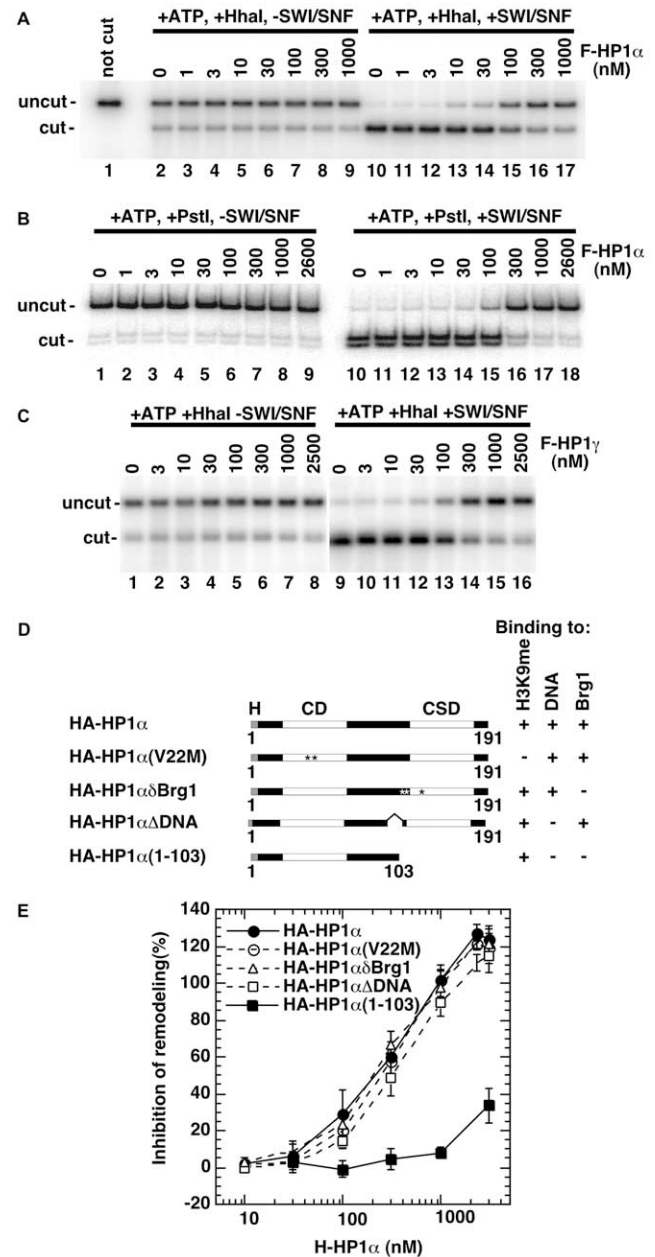 A
not cut
+ATP, +HhaI, -SWI/SNF
+ATP, +HhaI, +SWI/SNF
0 1 3 10 30 100 300 1000
0 1 3 10 30 100 300 1000
F-HP1α
(nM)
uncut -
cut -
1 2 3 4 5 6 7 8 9 10 11 12 13 14 15 16 17
B
+ATP, +PstI, -SWI/SNF
+ATP, +PstI, +SWI/SNF
0 1 3 10 30 100 300 1000 2600
0 1 3 10 30 100 300 1000 2600
F-HP1α
(nM)
uncut -
cut -
1 2 3 4 5 6 7 8 9
10 11 12 13 14 15 16 17 18
C
+ATP +HhaI -SWI/SNF
+ATP +HhaI +SWI/SNF
0 3 10 30 100 300 1000 2500
0 3 10 30 100 300 1000 2500
F-HP1γ
(nM)
uncut -
cut -
1 2 3 4 5 6 7 8
9 10 11 12 13 14 15 16
D
Binding to:
H3K9me DNA Brg1
H CD CSD
HA-HP1α + + +
1 191
HA-HP1α(V22M) ** - + +
1 191
HA-HP1αδBrg1 ** * + + -
1 191
HA-HP1αΔDNA + - +
1 191
HA-HP1α(1-103) + - -
1 103
E
Inhibition of remodeling(%)
140
120
100
80
60
40
20
0
-20
HA-HP1α
HA-HP1α(V22M)
HA-HP1αδBrg1
HA-HP1αΔDNA
HA-HP1α(1-103)
10 100 1000
H-HP1α (nM)